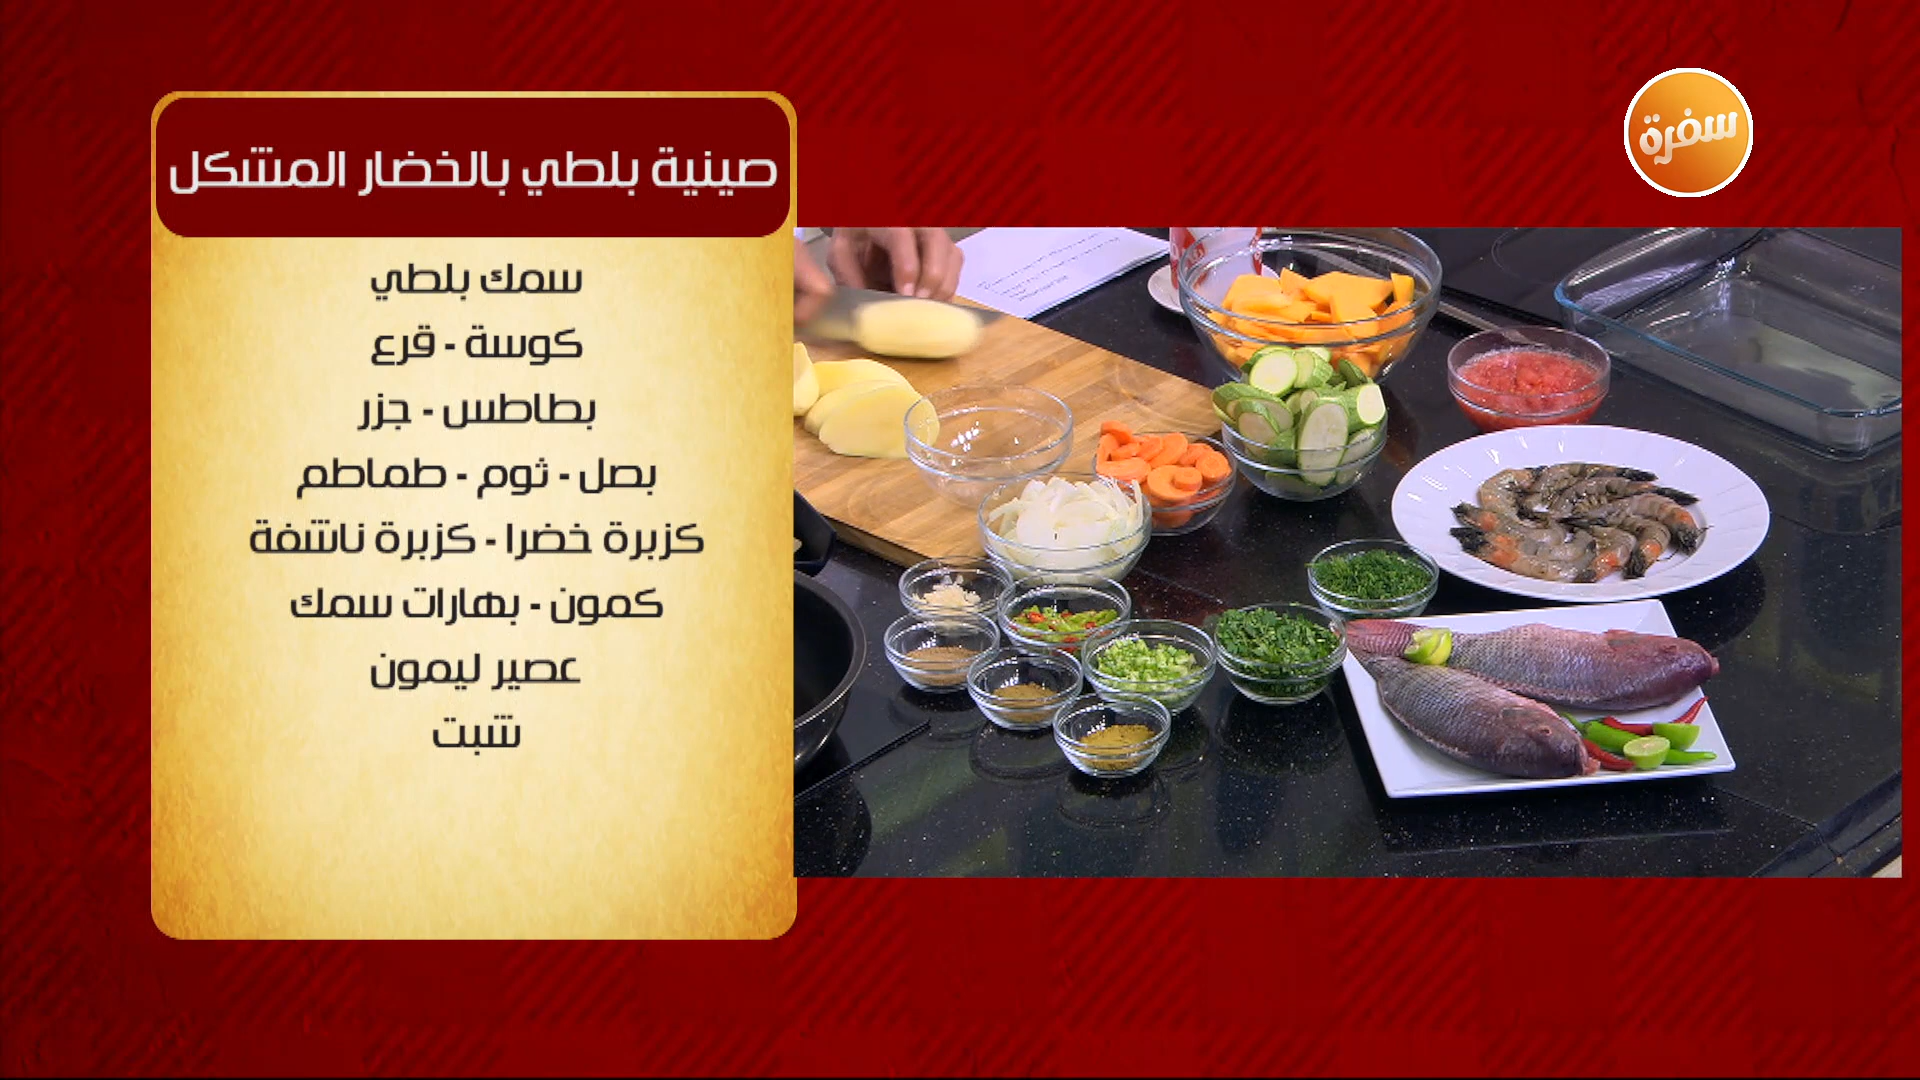 صينية بلطي بالخضار المشكل
سمك بلطي
كوسة - قرع
بطاطس - جزر
بصل - ثوم - طماطم
كزبرة خضرا - كزبرة ناشفة
كمون - بهارات سمك
عصير ليمون
شبت
سفرة